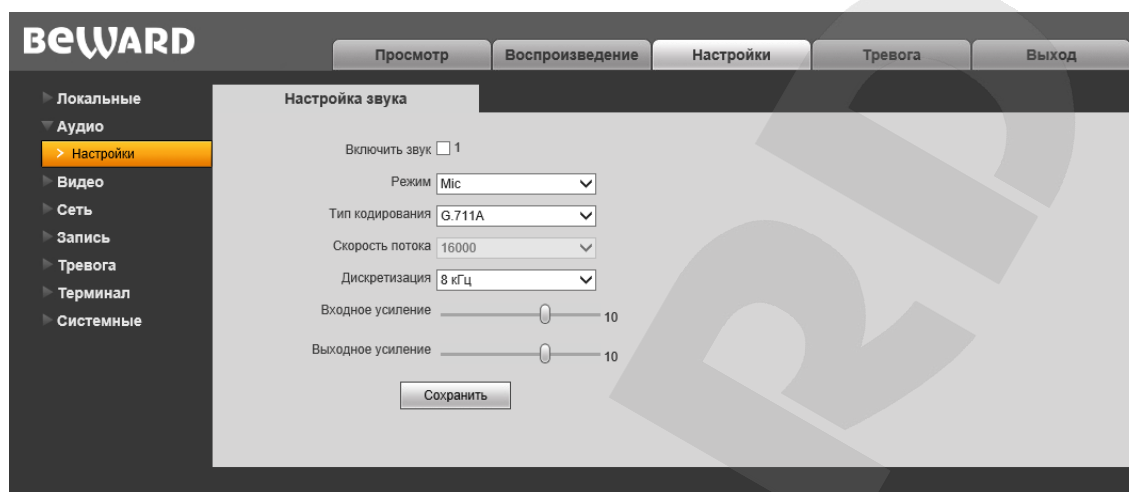 BEWARD
Просмотр Воспроизведение Настройки Тревога Выход
Локальные
Аудио
> Настройки
Видео
Сеть
Запись
Тревога
Терминал
Системные
Настройка звука
Включить звук 1
Режим Mic
Тип кодирования G.711A
Скорость потока 16000
Дискретизация 8 кГц
Входное усиление 10
Выходное усиление 10
Сохранить
RD